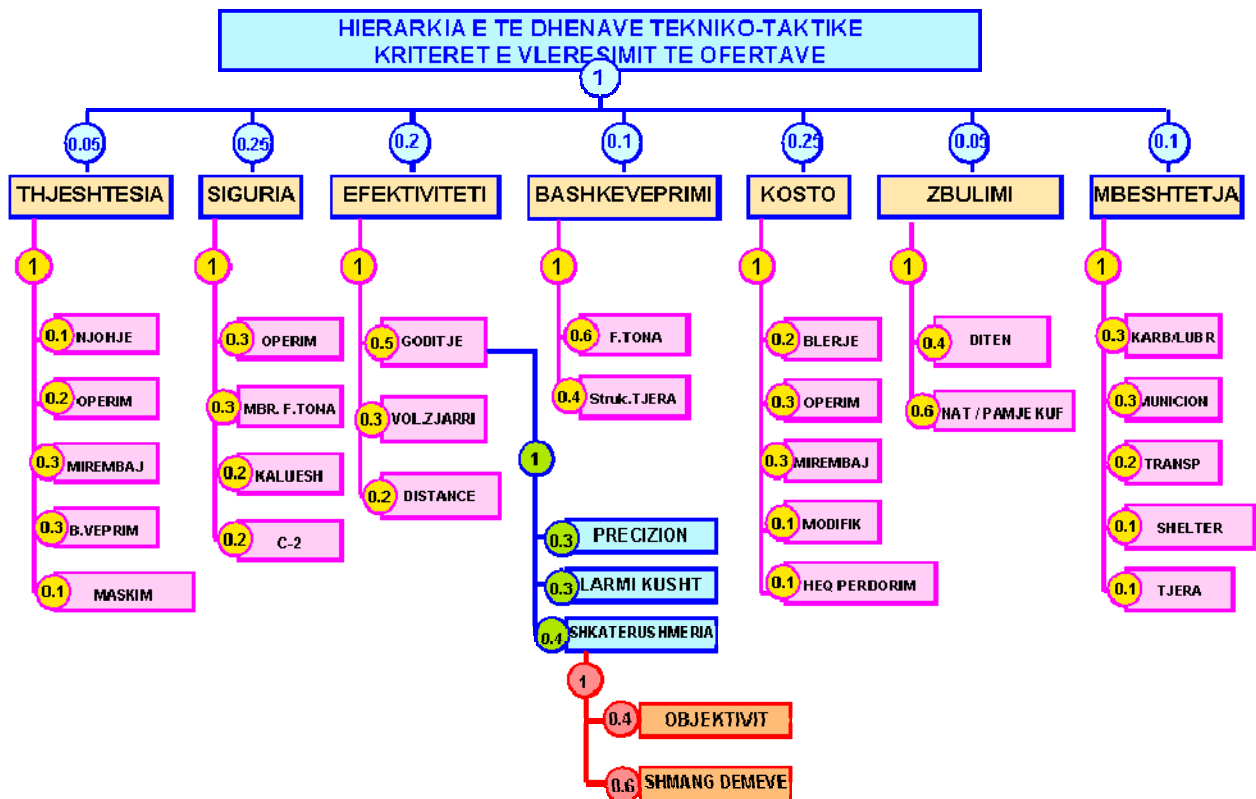 HIERARKIA E TE DHENAVE TEKNIKO-TAKTIKE
KRITERET E VLERESIMIT TE OFERTAVE
1
0.05
0.25
0.2
0.1
0.25
0.05
0.1
THJESHTESIA
SIGURIA
EFEKTIVITETI
BASHKEVEPRIMI
KOSTO
ZBULIMI
MBESHTETJA
1
1
1
1
1
1
1
0.1 NJOHJE
0.2 OPERIM
0.3 MIREMBAJ
0.3 B.VEPRIM
0.1 MASKIM
0.3 OPERIM
0.3 MBR. F.TONA
0.2 KALUESH
0.2 C-2
0.5 GODITJE
0.3 VOL.ZJARRI
0.2 DISTANCE
1
0.3 PRECIZION
0.3 LARMI KUSHT
0.4 SHKATERUSHMERIA
1
0.4 OBJEKTIVIT
0.6 SHMANG DEMEVE
0.6 F.TONA
0.4 Struk.TJERA
0.2 BLERJE
0.3 OPERIM
0.3 MIREMBAJ
0.1 MODIFIK
0.1 HEQ PERDORIM
0.4 DITEN
0.6 NAT / PAMJE KUF
0.3 KARB/LUBR
0.3 MUNICION
0.2 TRANSP
0.1 SHELTER
0.1 TJERA